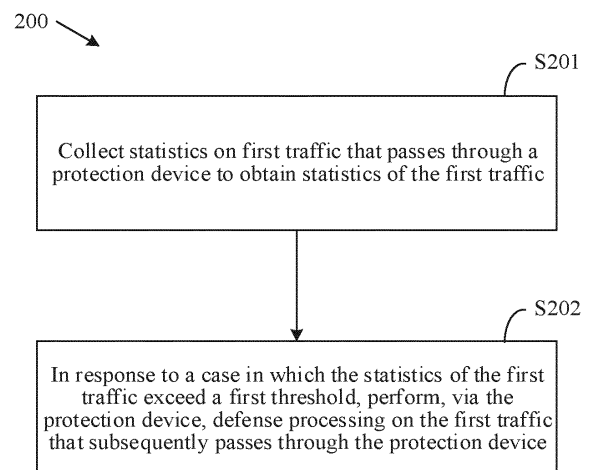 200
S201
Collect statistics on first traffic that passes through a
protection device to obtain statistics of the first traffic
S202
In response to a case in which the statistics of the first
traffic exceed a first threshold, perform, via the
protection device, defense processing on the first traffic
that subsequently passes through the protection device